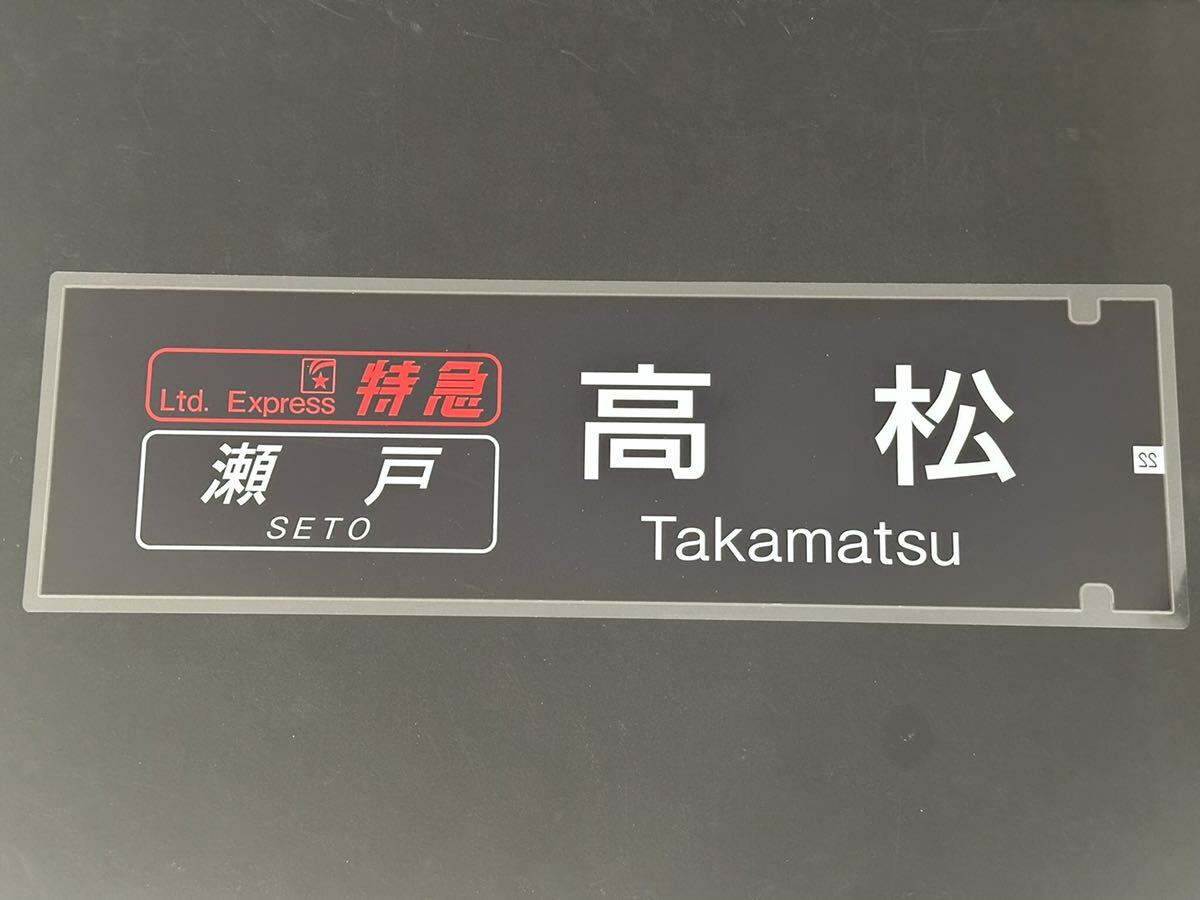 Ltd. Express 特急
瀬戸
SETO
高松
Takamatsu
22